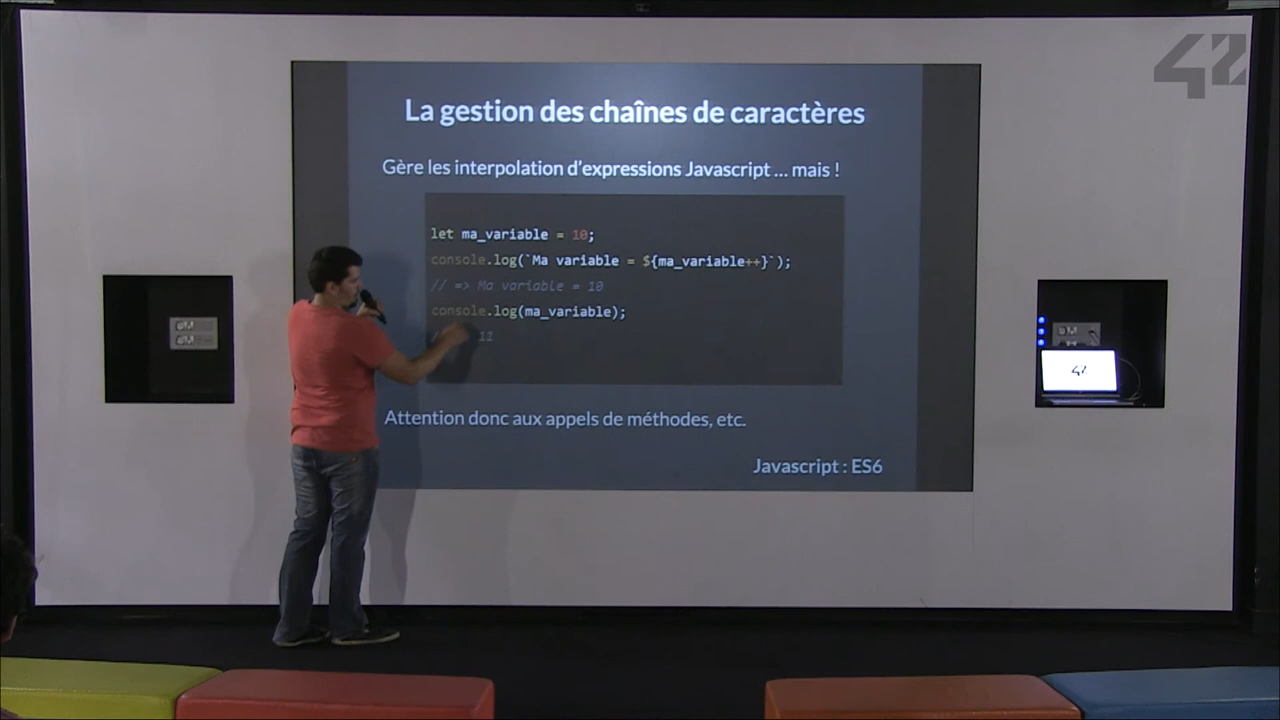 42
La gestion des chaînes de caractères
Gère les interpolation d'expressions Javascript ... mais !
let ma_variable = 10;
console.log(`Ma variable = ${ma_variable++}`);
// => Ma variable = 10
console.log(ma_variable);
11
Attention donc aux appels de méthodes, etc.
Javascript : ES6
42